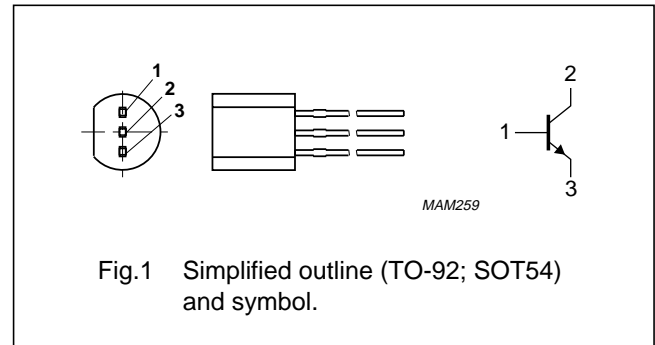 1
2
3
2
1
3
MAM259
Fig.1 Simplified outline (TO-92; SOT54)
and symbol.